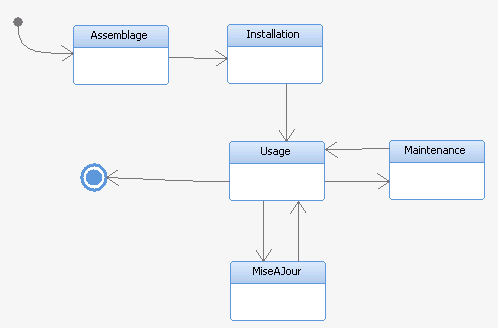 Assemblage
Installation
Usage
Maintenance
MiseAJour